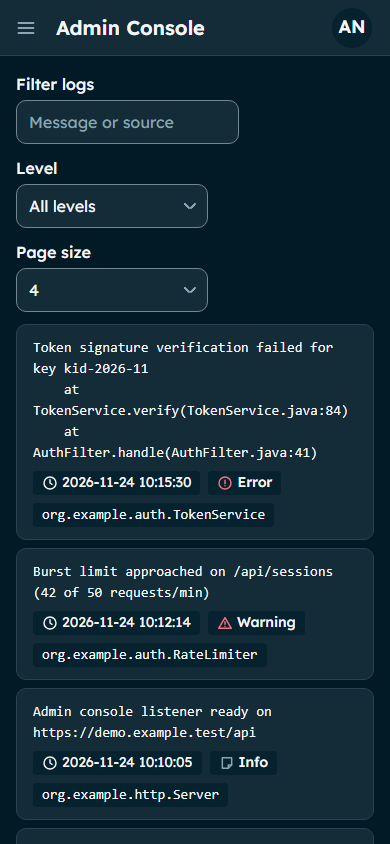 Admin Console
AN
Filter logs
Message or source
Level
All levels
Page size
4
Token signature verification failed for
key kid-2026-11
    at
TokenService.verify(TokenService.java:84)
    at
AuthFilter.handle(AuthFilter.java:41)
2026-11-24 10:15:30 Error
org.example.auth.TokenService
Burst limit approached on /api/sessions
(42 of 50 requests/min)
2026-11-24 10:12:14 Warning
org.example.auth.RateLimiter
Admin console listener ready on
https://demo.example.test/api
2026-11-24 10:10:05 Info
org.example.http.Server